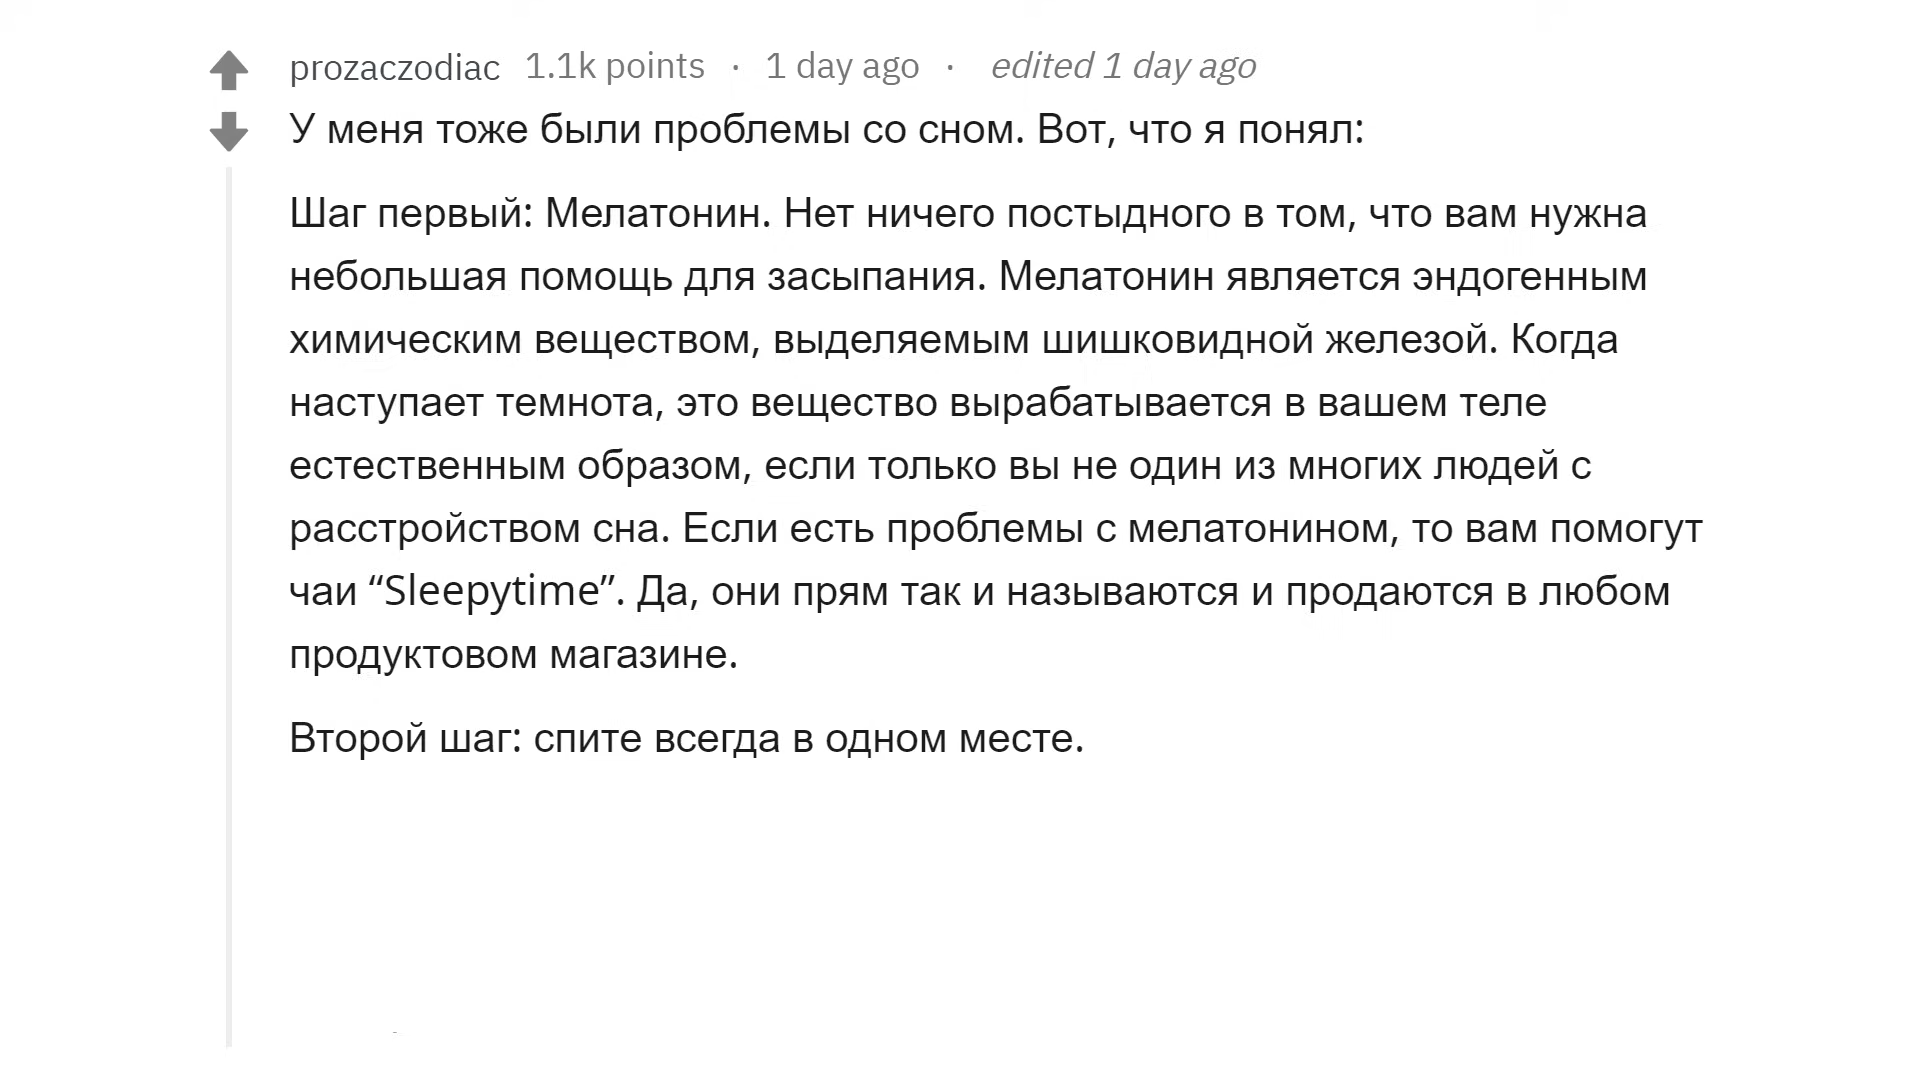 prozaczodiac 1.1k points · 1 day ago · edited 1 day ago
У меня тоже были проблемы со сном. Вот, что я понял:
Шаг первый: Мелатонин. Нет ничего постыдного в том, что вам нужна
небольшая помощь для засыпания. Мелатонин является эндогенным
химическим веществом, выделяемым шишковидной железой. Когда
наступает темнота, это вещество вырабатывается в вашем теле
естественным образом, если только вы не один из многих людей с
расстройством сна. Если есть проблемы с мелатонином, то вам помогут
чаи “Sleepytime”. Да, они прям так и называются и продаются в любом
продуктовом магазине.
Второй шаг: спите всегда в одном месте.